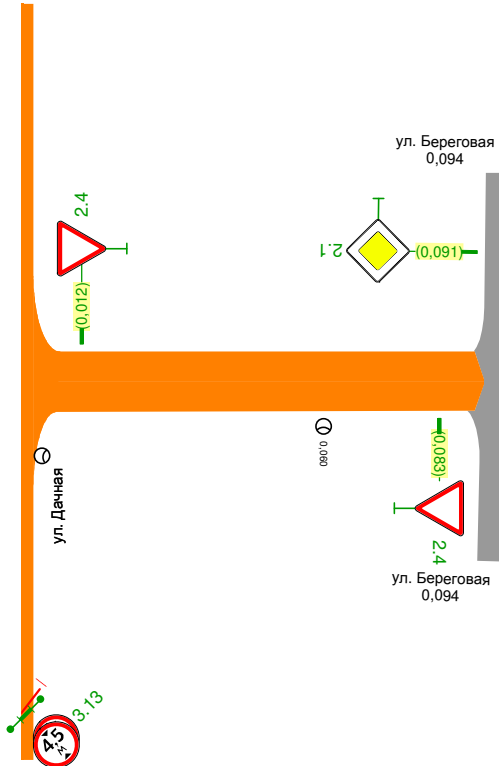 ул. Береговая
0,094
2.4
2.1
(0,091)
(0,012)
0,060
(0,083)
ул. Дачная
2.4
ул. Береговая
0,094
3.13
4.5
м